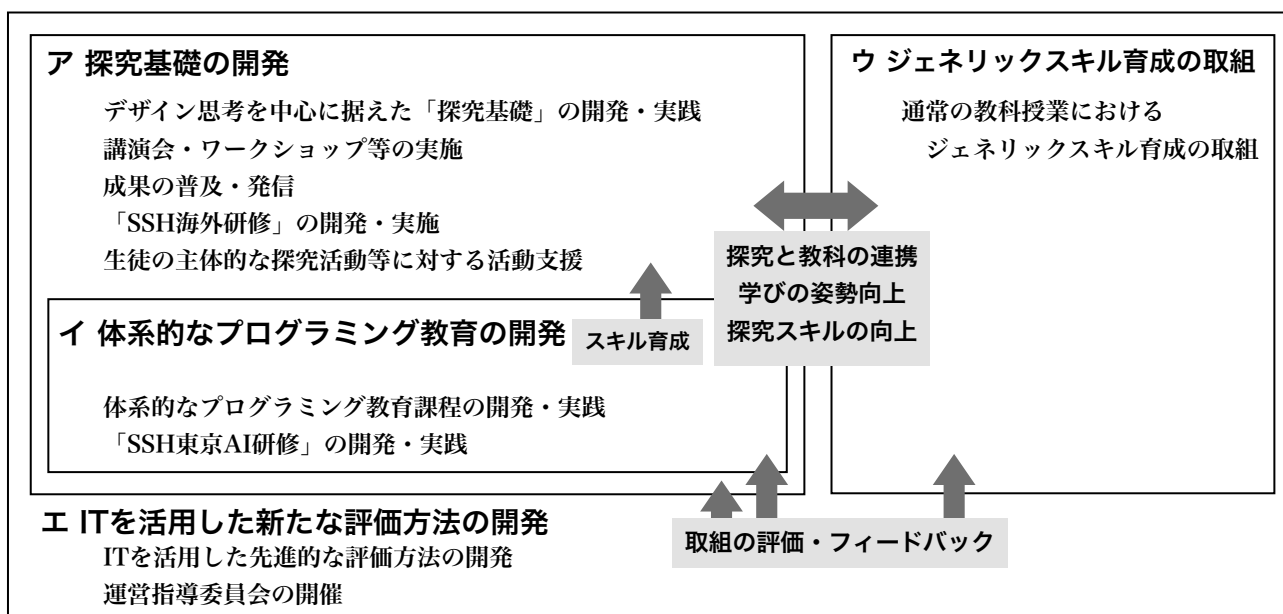 ア 探究基礎の開発
デザイン思考を中心に据えた「探究基礎」の開発・実践
講演会・ワークショップ等の実施
成果の普及・発信
「SSH海外研修」の開発・実施
生徒の主体的な探究活動等に対する活動支援
イ 体系的なプログラミング教育の開発
スキル育成
体系的なプログラミング教育課程の開発・実践
「SSH東京AI研修」の開発・実践
ウ ジェネリックスキル育成の取組
通常の教科授業における
ジェネリックスキル育成の取組
探究と教科の連携
学びの姿勢向上
探究スキルの向上
エ ITを活用した新たな評価方法の開発
ITを活用した先進的な評価方法の開発
運営指導委員会の開催
取組の評価・フィードバック